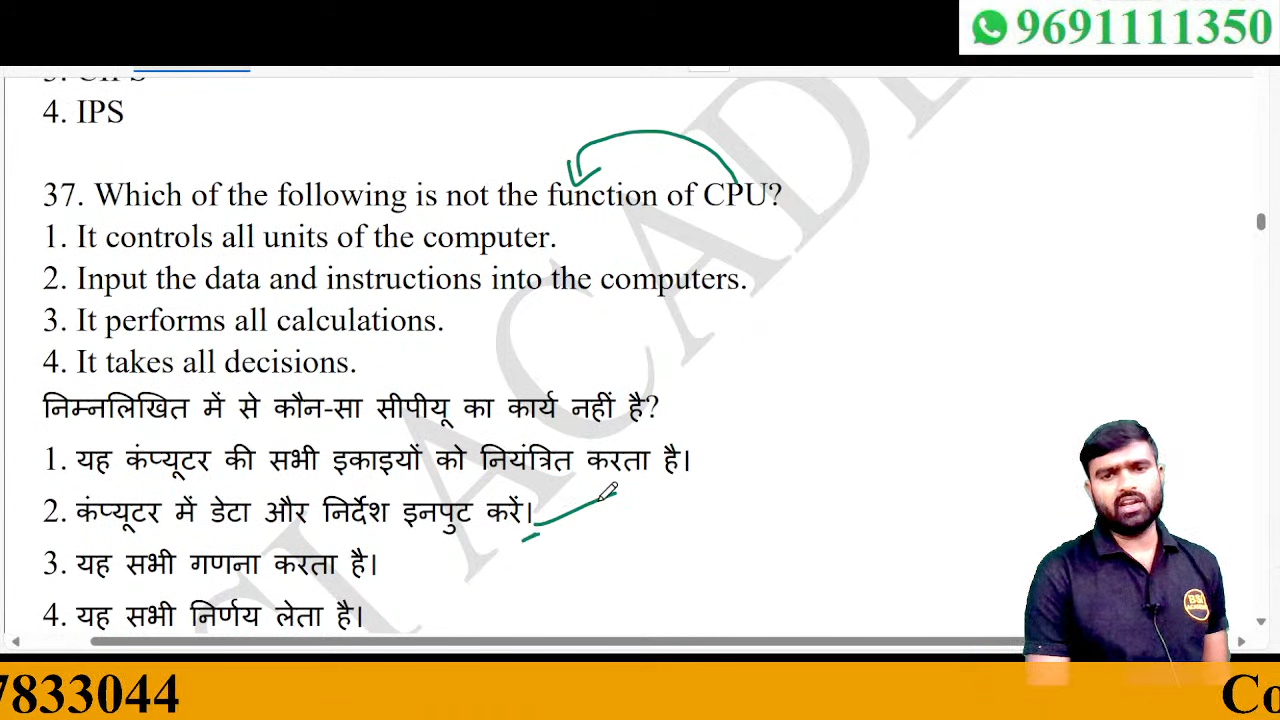 9691111350
4. IPS
37. Which of the following is not the function of CPU?
1. It controls all units of the computer.
2. Input the data and instructions into the computers.
3. It performs all calculations.
4. It takes all decisions.
निम्नलिखित में से कौन-सा सीपीयू का कार्य नहीं है?
1. यह कंप्यूटर की सभी इकाइयों को नियंत्रित करता है।
2. कंप्यूटर में डेटा और निर्देश इनपुट करें।
3. यह सभी गणना करता है।
4. यह सभी निर्णय लेता है।
BSI
ACADEMY
7833044 Co